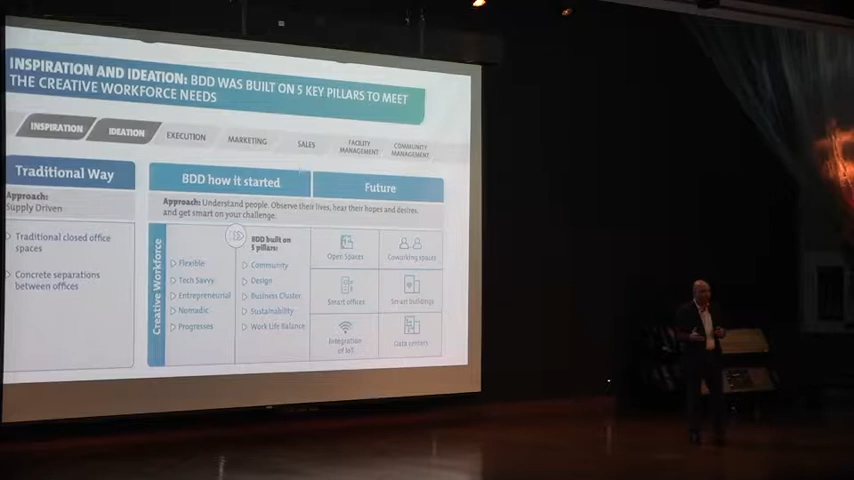 INSPIRATION AND IDEATION: BDD WAS BUILT ON 5 KEY PILLARS TO MEET
THE CREATIVE WORKFORCE NEEDS
INSPIRATION
IDEATION
EXECUTION
MARKETING
SALES
FACILITY
MANAGEMENT
COMMUNITY
MANAGEMENT
Traditional Way
Approach:
Supply Driven
Traditional closed office
spaces
Concrete separations
between offices
BDD how it started
Future
Approach: Understand people. Observe their lives, hear their hopes and desires.
and get smart on your challenge.
Creative Workforce
Flexible
Tech Savvy
Entrepreneurial
Nomadic
Progresses
BDD built on
5 pillars:
Community
Design
Business Cluster
Sustainability
Work Life Balance
Open Spaces
Coworking spaces
Smart offices
Smart buildings
Integration
of IoT
Data centers